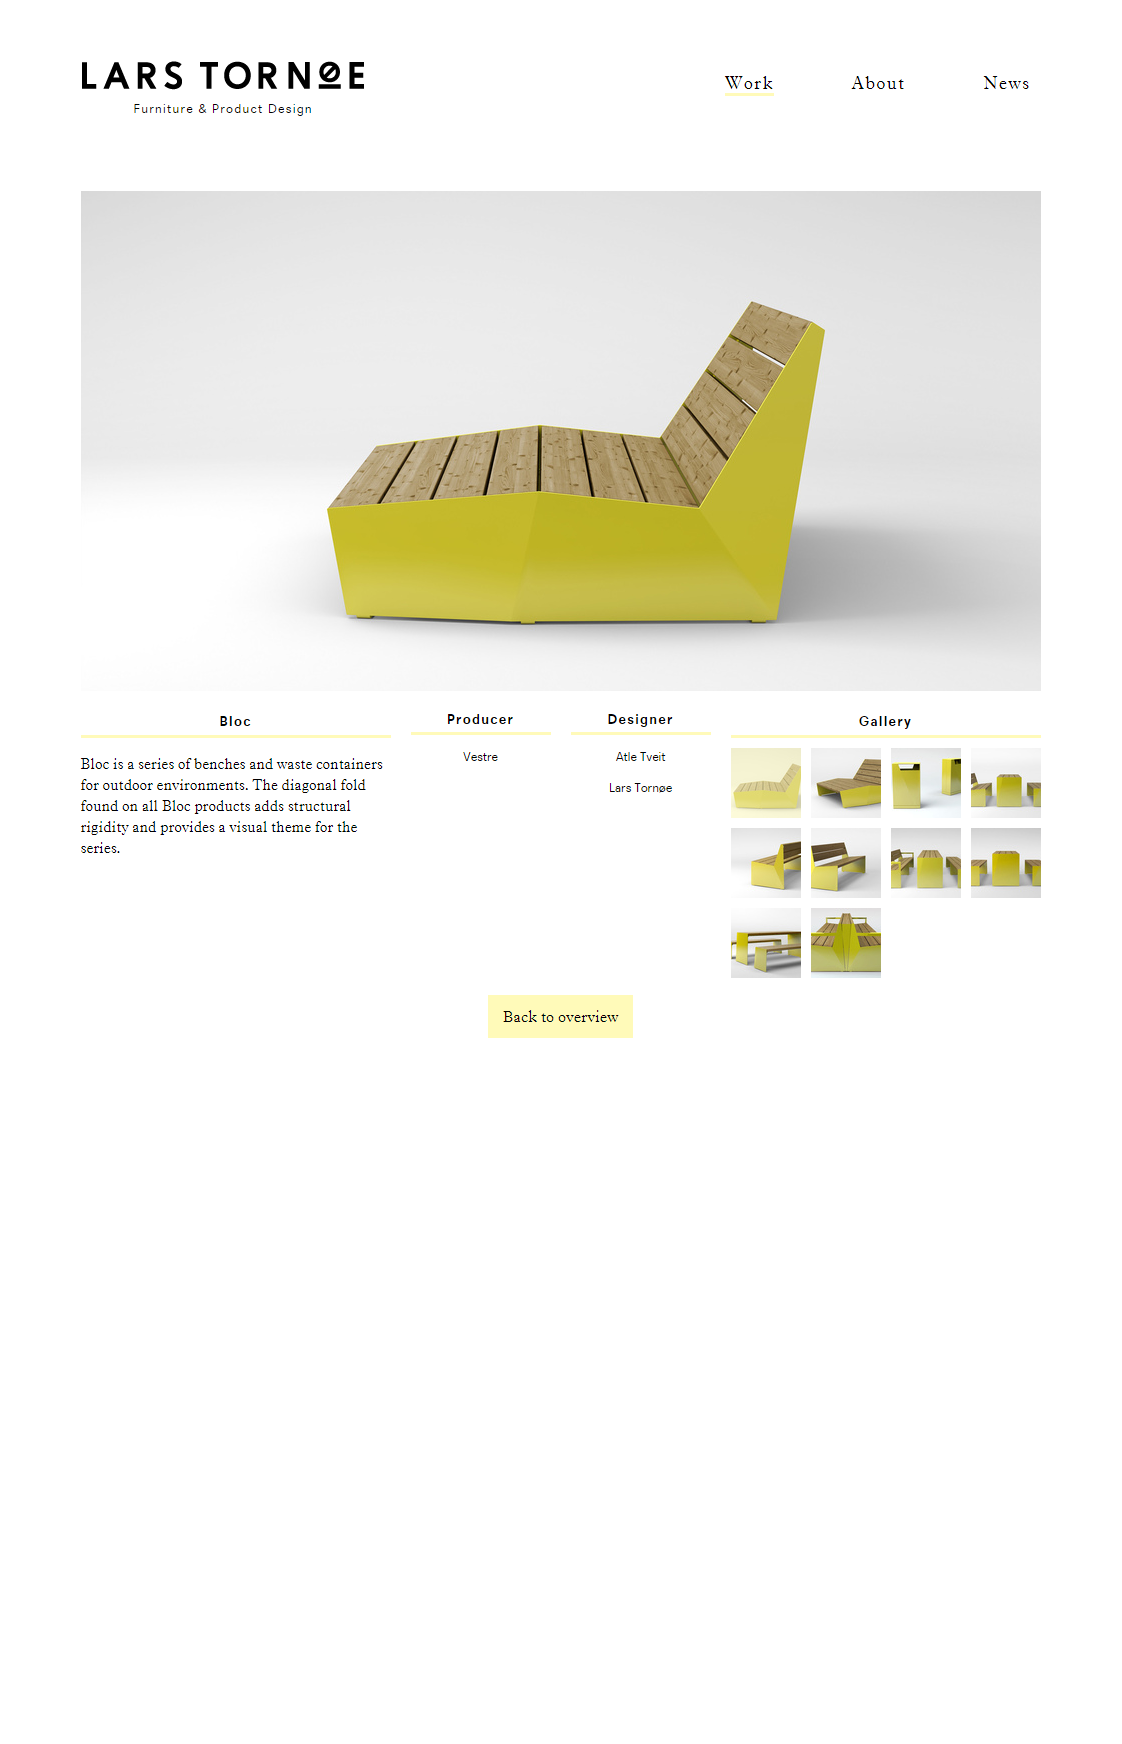 LARS TORNØE
Furniture & Product Design
Work
About
News
Bloc
Bloc is a series of benches and waste containers
for outdoor environments. The diagonal fold
found on all Bloc products adds structural
rigidity and provides a visual theme for the
series.
Producer
Vestre
Designer
Atle Tveit
Lars Tornøe
Gallery
Back to overview